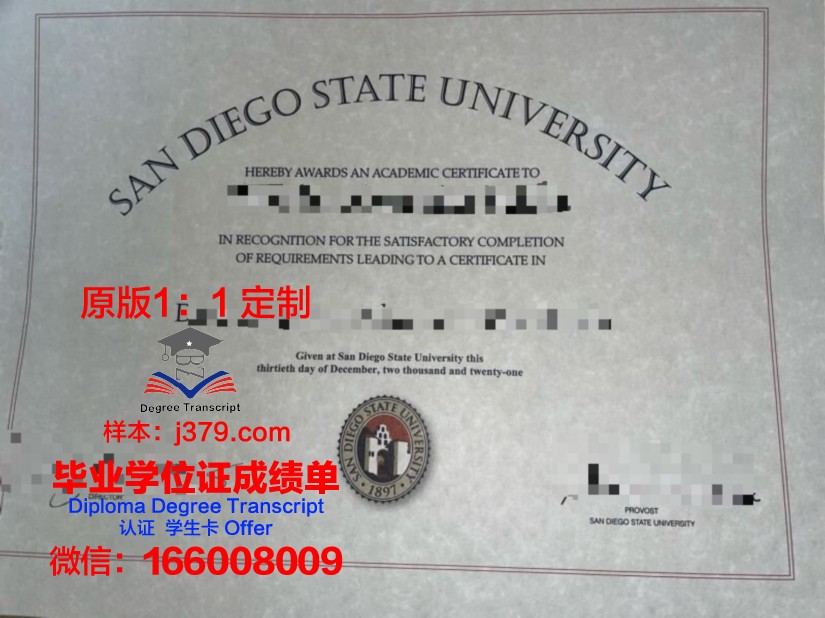 SAN DIEGO STATE UNIVERSITY
HEREBY AWARDS AN ACADEMIC CERTIFICATE TO
IN RECOGNITION FOR THE SATISFACTORY COMPLETION
OF REQUIREMENTS LEADING TO A CERTIFICATE IN
原版1：1 定制
E
Given at San Diego State University this
thirtieth day of December, two thousand and twenty-one
BZ
Degree Transcript
样本：j379.com
SAN DIEGO STATE UNIVERSITY
1897
毕业学位证成绩单
DIRECTOR
Diploma Degree Transcript
PROVOST
SAN DIEGO STATE UNIVERSITY
认证 学生卡 Offer
微信：166008009